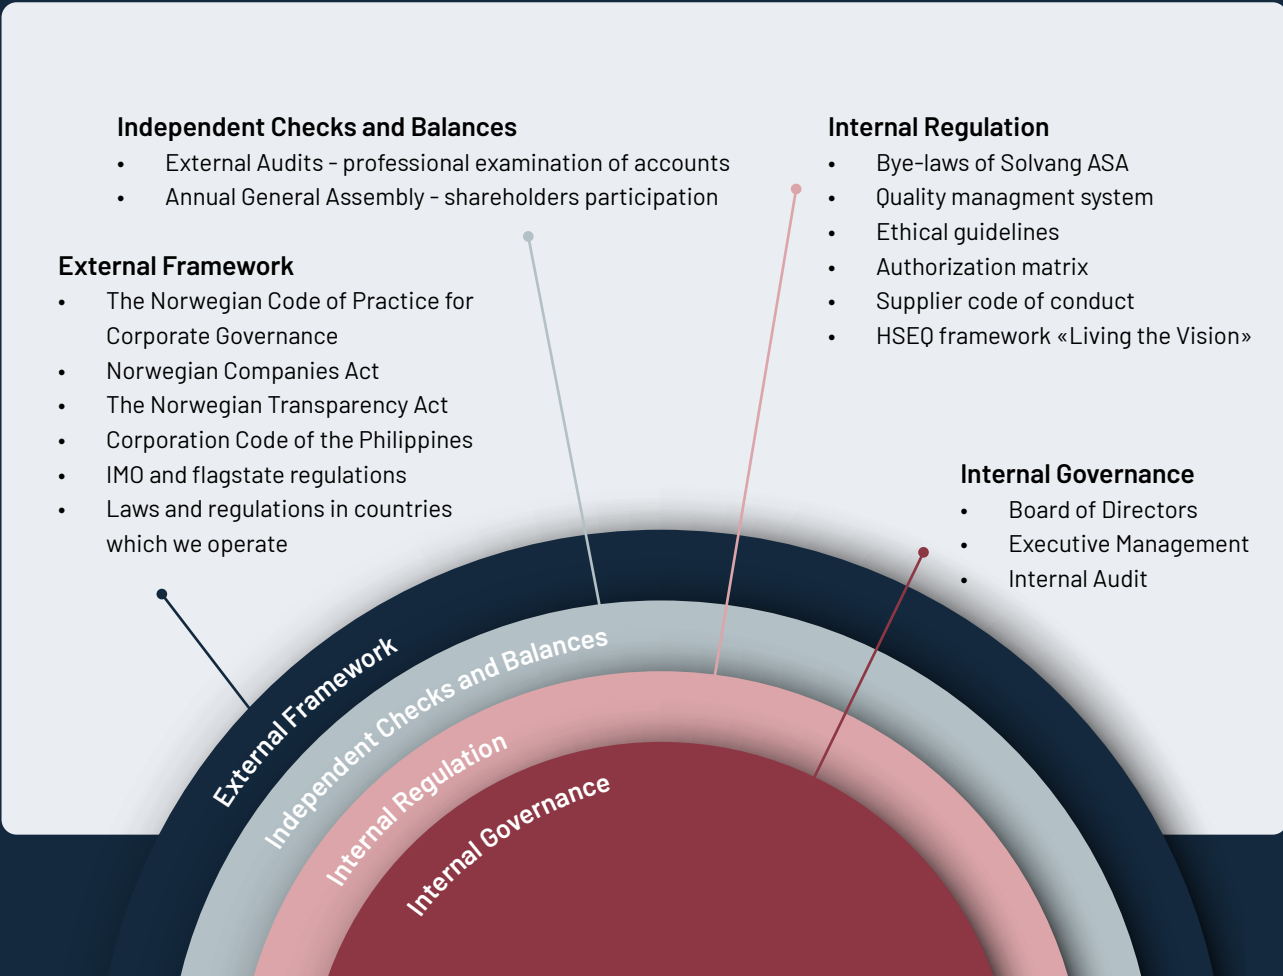 Independent Checks and Balances
• External Audits - professional examination of accounts
• Annual General Assembly - shareholders participation
External Framework
• The Norwegian Code of Practice for
Corporate Governance
• Norwegian Companies Act
• The Norwegian Transparency Act
• Corporation Code of the Philippines
• IMO and flagstate regulations
• Laws and regulations in countries
which we operate
Internal Regulation
• Bye-laws of Solvang ASA
• Quality managment system
• Ethical guidelines
• Authorization matrix
• Supplier code of conduct
• HSEQ framework «Living the Vision»
Internal Governance
• Board of Directors
• Executive Management
• Internal Audit
External Framework
Independent Checks and Balances
Internal Regulation
Internal Governance